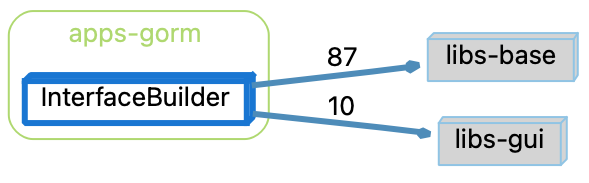 apps-gorm
InterfaceBuilder
87
10
libs-base
libs-gui